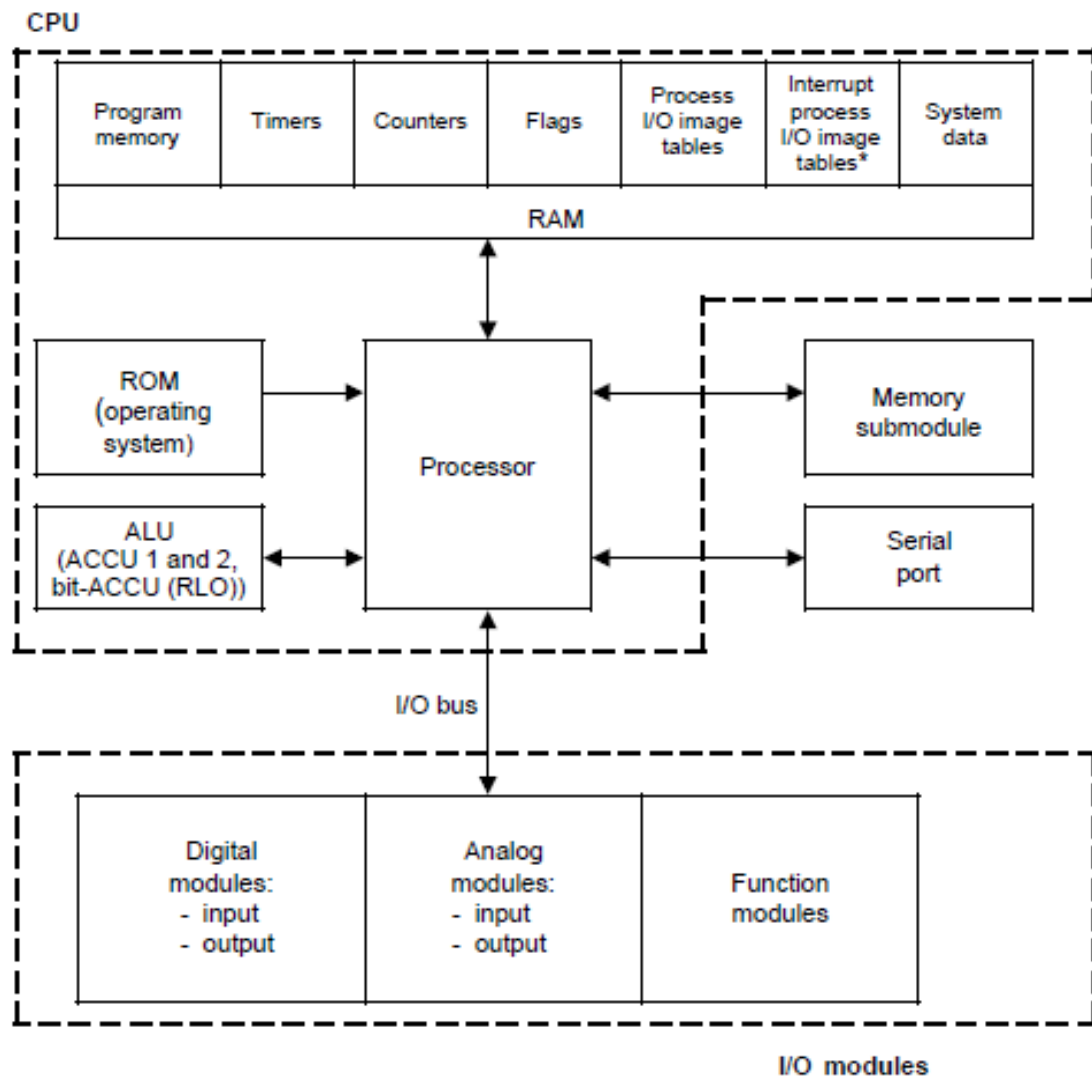 CPU
Program
memory
Timers
Counters
Flags
Process
I/O image
tables
Interrupt
process
I/O image
tables*
System
data
RAM
ROM
(operating
system)
Processor
Memory
submodule
ALU
(ACCU 1 and 2,
bit-ACCU (RLO))
Serial
port
I/O bus
Digital
modules:
- input
- output
Analog
modules:
- input
- output
Function
modules
I/O modules